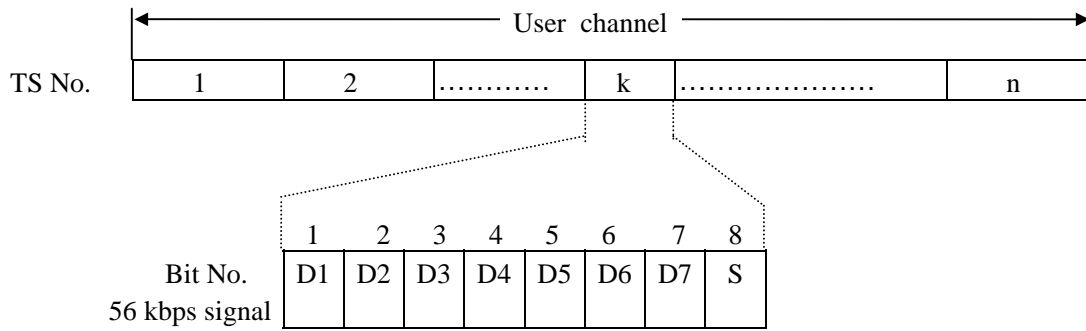 User channel
TS No. 1 2 ............ k ..................... n
1 2 3 4 5 6 7 8
Bit No. D1 D2 D3 D4 D5 D6 D7 S
56 kbps signal